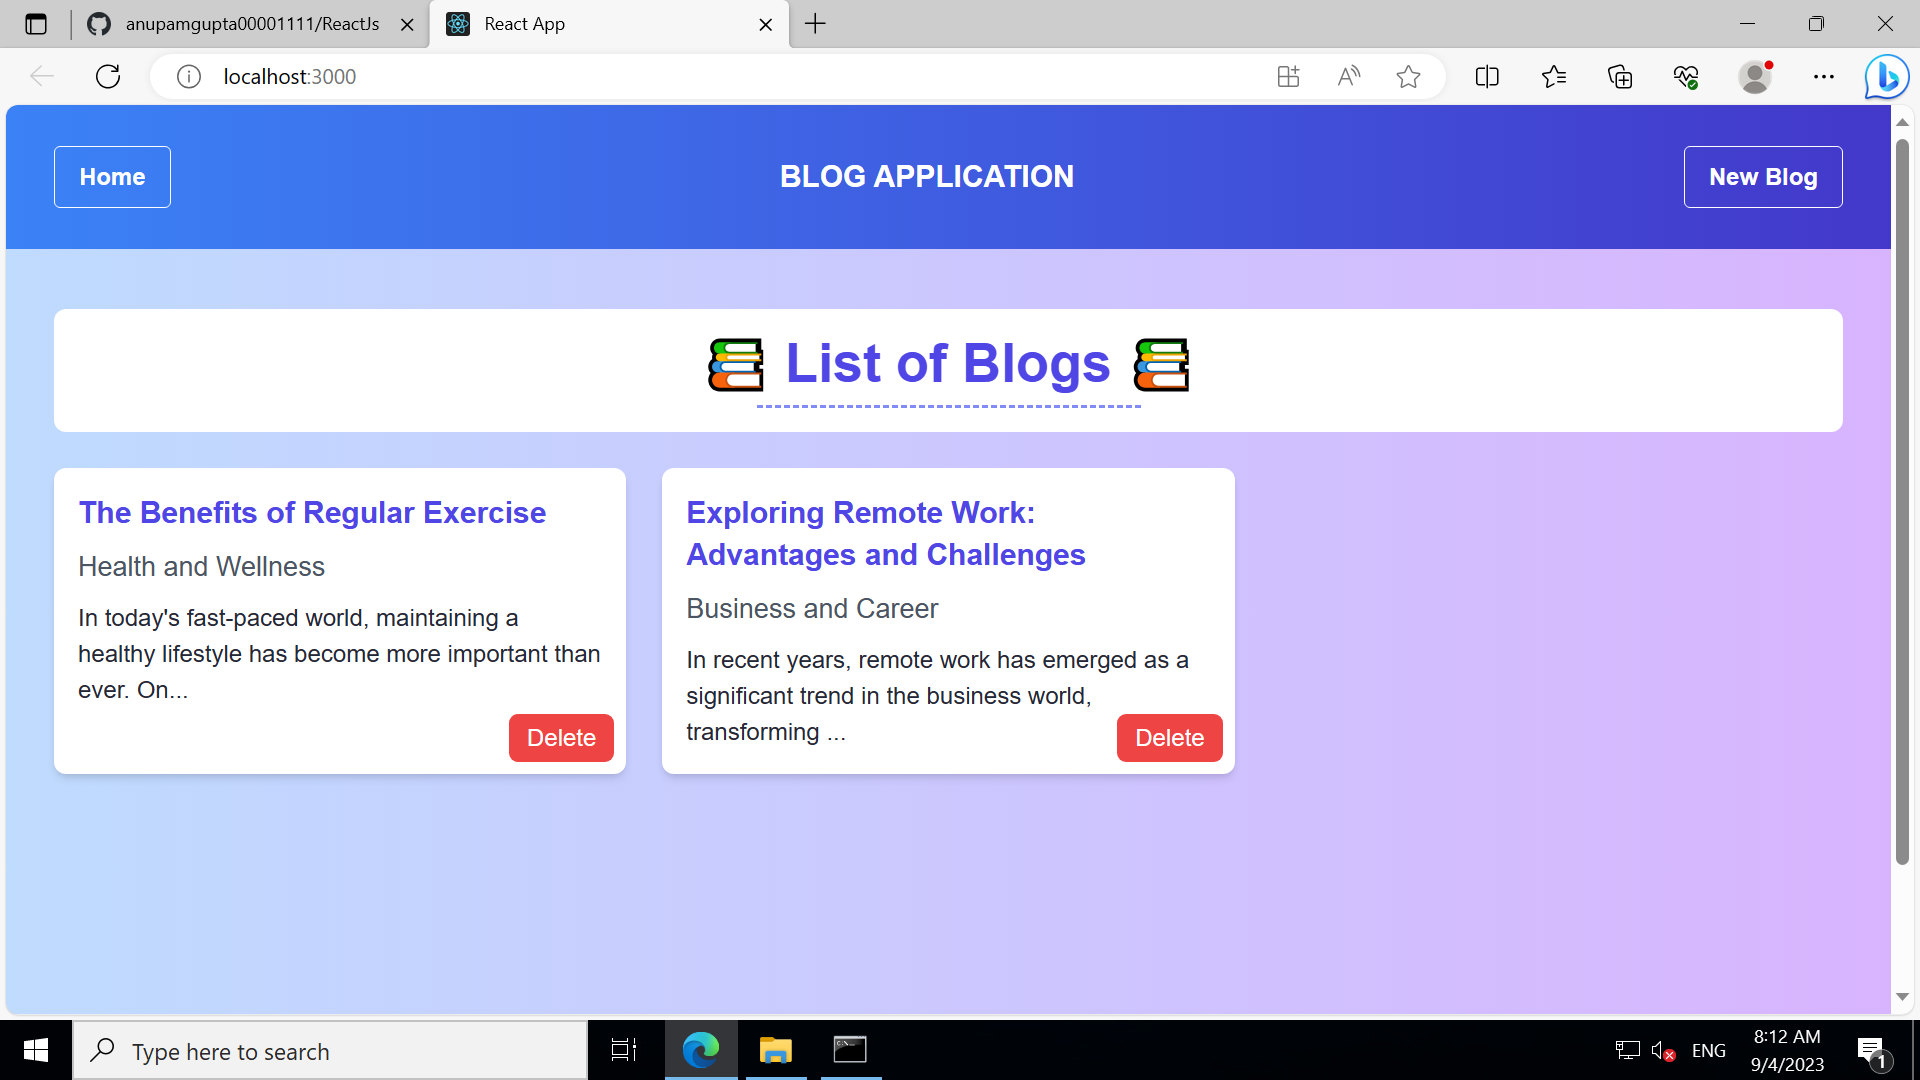 anupamgupta00001111/ReactJs
React App
localhost:3000
Home
BLOG APPLICATION
New Blog
List of Blogs
The Benefits of Regular Exercise
Health and Wellness
In today's fast-paced world, maintaining a
healthy lifestyle has become more important than
ever. On...
Delete
Exploring Remote Work:
Advantages and Challenges
Business and Career
In recent years, remote work has emerged as a
significant trend in the business world,
transforming ...
Delete
Type here to search
ENG
8:12 AM
9/4/2023
1